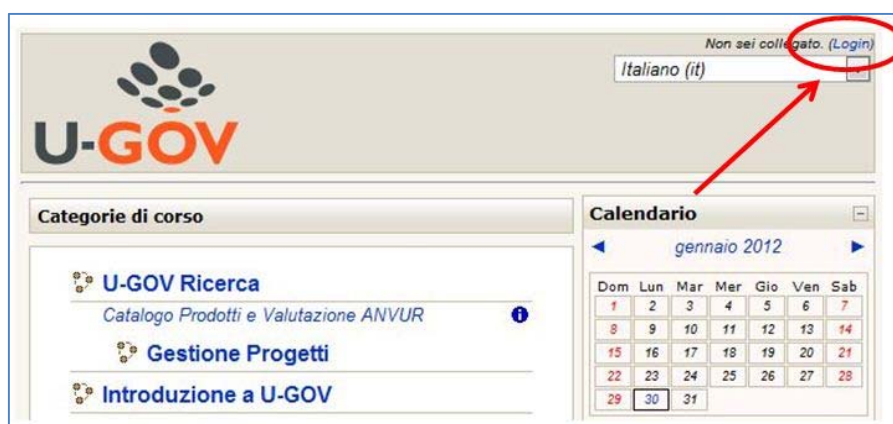 Non sei collegato. (Login)
Italiano (it)
U-GOV
Categorie di corso
U-GOV Ricerca
Catalogo Prodotti e Valutazione ANVUR
Gestione Progetti
Introduzione a U-GOV
Calendario
gennaio 2012
Dom Lun Mar Mer Gio Ven Sab
1 2 3 4 5 6 7
8 9 10 11 12 13 14
15 16 17 18 19 20 21
22 23 24 25 26 27 28
29 30 31